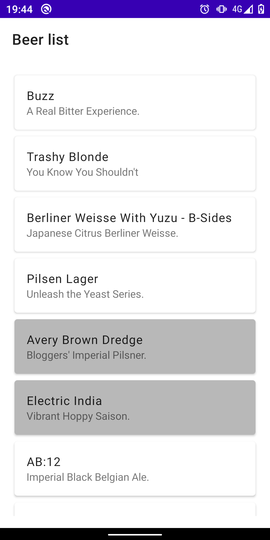 19:44
4G
Beer list
Buzz
A Real Bitter Experience.
Trashy Blonde
You Know You Shouldn't
Berliner Weisse With Yuzu - B-Sides
Japanese Citrus Berliner Weisse.
Pilsen Lager
Unleash the Yeast Series.
Avery Brown Dredge
Bloggers' Imperial Pilsner.
Electric India
Vibrant Hoppy Saison.
AB:12
Imperial Black Belgian Ale.